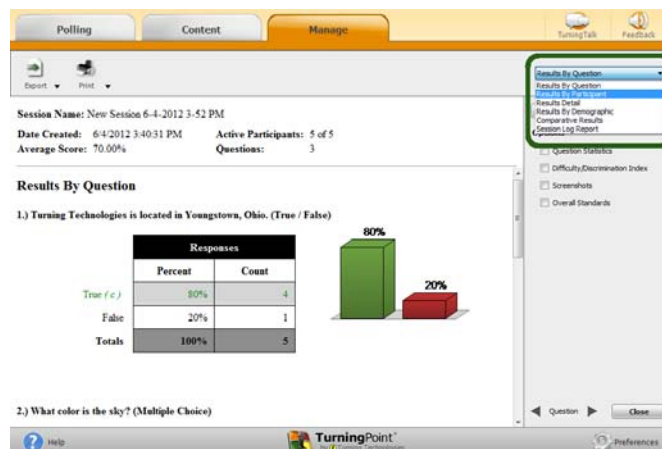 Polling Content Manage TurningTalk Feedback
Export Print
Results By Question
Results By Question
Results By Participant
Results Detail
Results By Demographic
Comparative Results
Session Log Report
Session Name: New Session 6-4-2012 3-52 PM
Date Created: 6/4/2012 3:40:31 PM Active Participants: 5 of 5
Average Score: 70.00% Questions: 3
Question Statistics
Difficulty/Discrimination Index
Screenshots
Overall Standards
Results By Question
1.) Turning Technologies is located in Youngstown, Ohio. (True / False)
Responses
Percent Count
True (c) 80% 4
False 20% 1
Totals 100% 5
80%
20%
2.) What color is the sky? (Multiple Choice)
Question Close
Help
TurningPoint
by Turning Technologies
Preferences